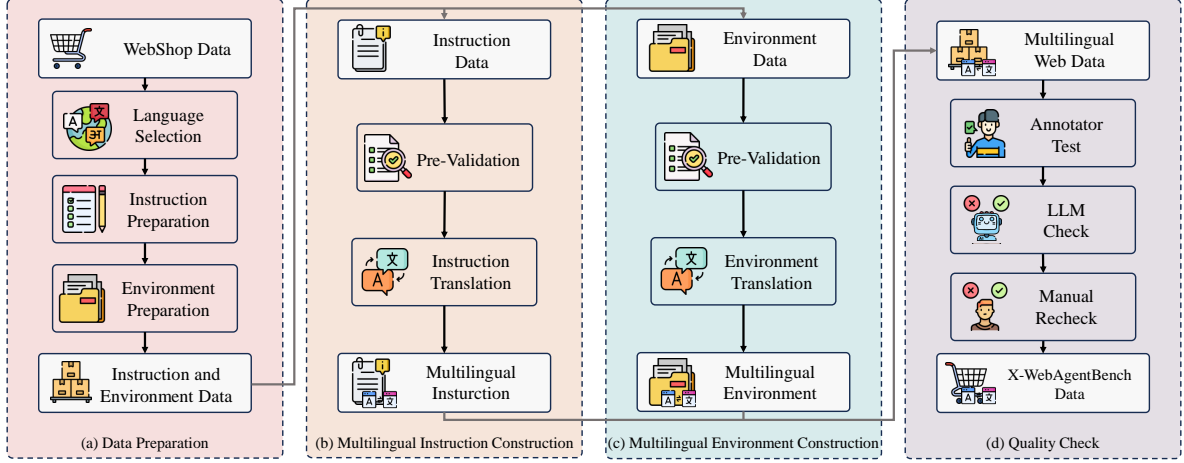 WebShop Data
Language
Selection
Instruction
Preparation
Environment
Preparation
Instruction and
Environment Data
(a) Data Preparation
Instruction
Data
Pre-Validation
Instruction
Translation
Multilingual
Insturction
(b) Multilingual Instruction Construction
Environment
Data
Pre-Validation
Environment
Translation
Multilingual
Environment
(c) Multilingual Environment Construction
Multilingual
Web Data
Annotator
Test
LLM
Check
Manual
Recheck
X-WebAgentBench
Data
(d) Quality Check